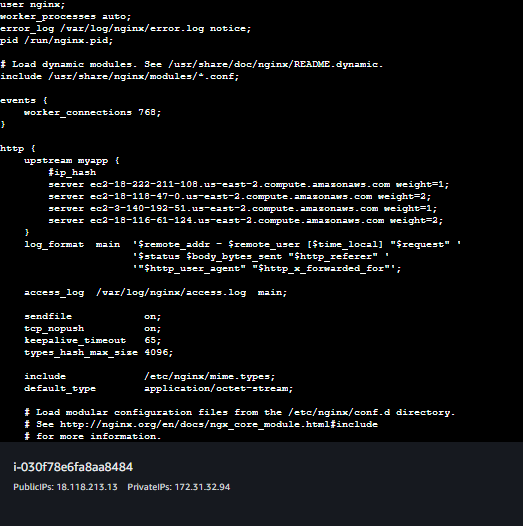 user nginx;
worker_processes auto;
error_log /var/log/nginx/error.log notice;
pid /run/nginx.pid;
# Load dynamic modules. See /usr/share/doc/nginx/README.dynamic.
include /usr/share/nginx/modules/*.conf;
events {
    worker_connections 768;
}
http {
    upstream myapp {
        #ip_hash
        server ec2-18-222-211-108.us-east-2.compute.amazonaws.com weight=1;
        server ec2-18-118-47-0.us-east-2.compute.amazonaws.com weight=2;
        server ec2-3-140-192-51.us-east-2.compute.amazonaws.com weight=1;
        server ec2-18-116-61-124.us-east-2.compute.amazonaws.com weight=2;
    }
    log_format  main  '$remote_addr - $remote_user [$time_local] "$request" '
                      '$status $body_bytes_sent "$http_referer" '
                      '"$http_user_agent" "$http_x_forwarded_for"';
    access_log  /var/log/nginx/access.log  main;
    sendfile            on;
    tcp_nopush          on;
    keepalive_timeout   65;
    types_hash_max_size 4096;
    include             /etc/nginx/mime.types;
    default_type        application/octet-stream;
    # Load modular configuration files from the /etc/nginx/conf.d directory.
    # See http://nginx.org/en/docs/ngx_core_module.html#include
    # for more information.
i-030f78e6fa8aa8484
PublicIPs: 18.118.213.13    PrivateIPs: 172.31.32.94